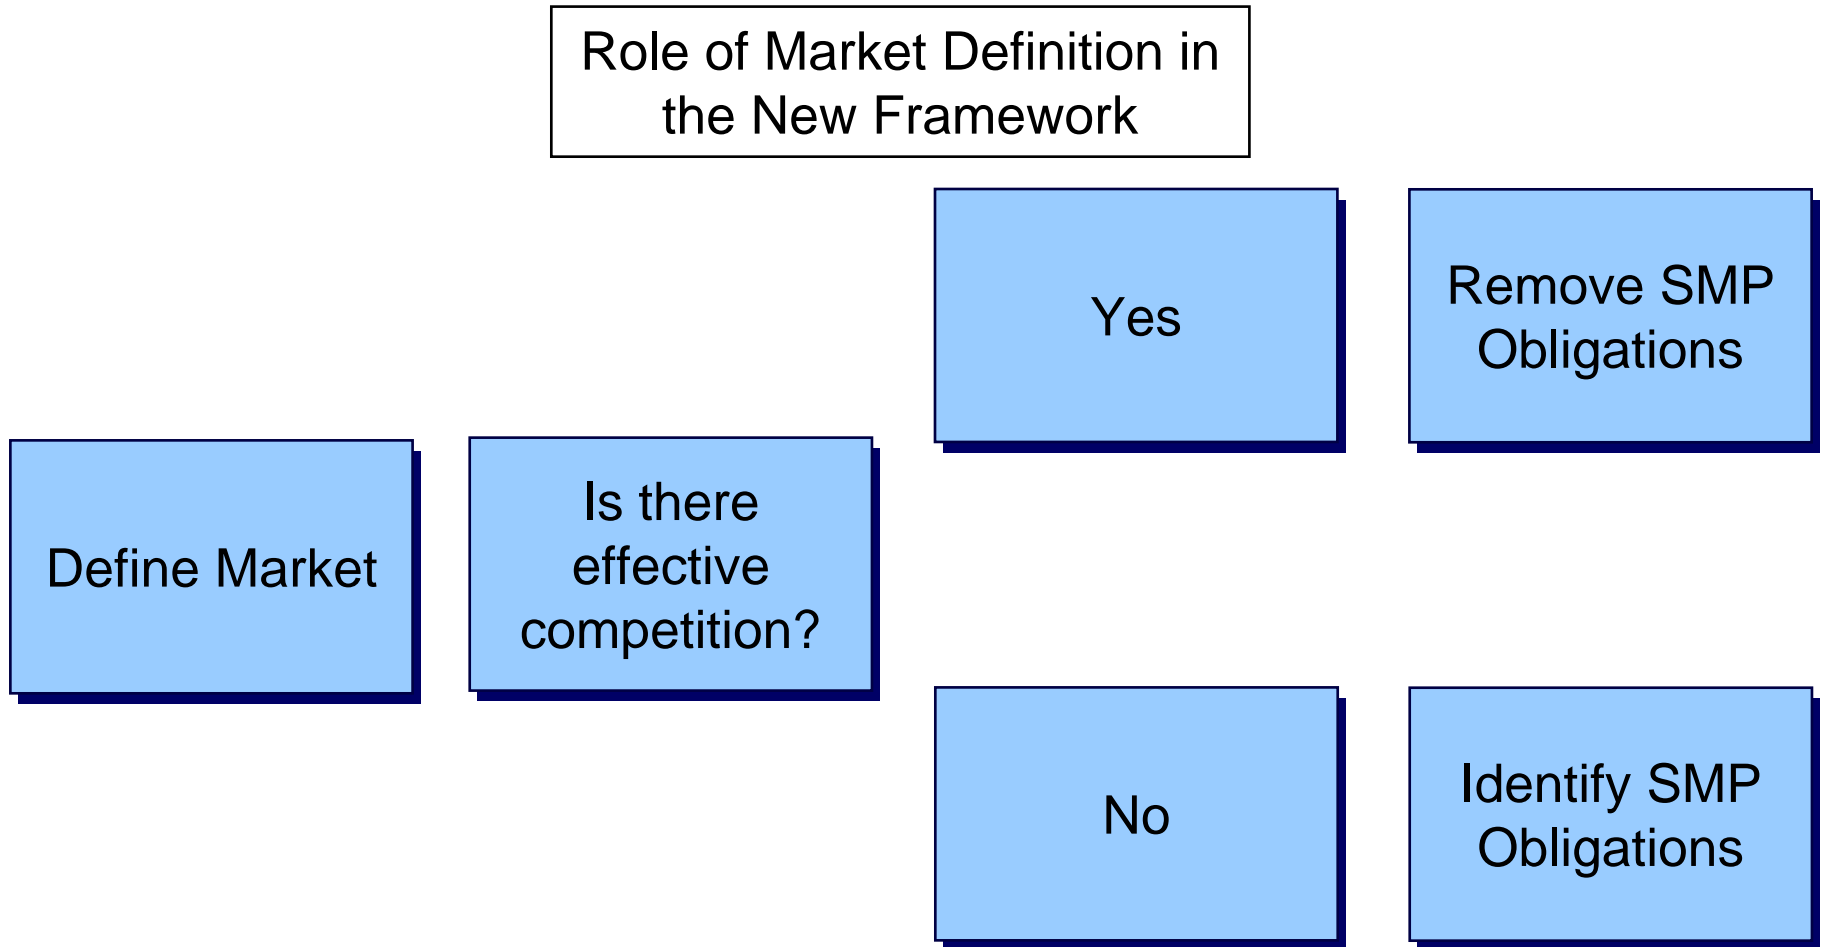 Role of Market Definition in
the New Framework
Define Market
Is there
effective
competition?
Yes
Remove SMP
Obligations
No
Identify SMP
Obligations